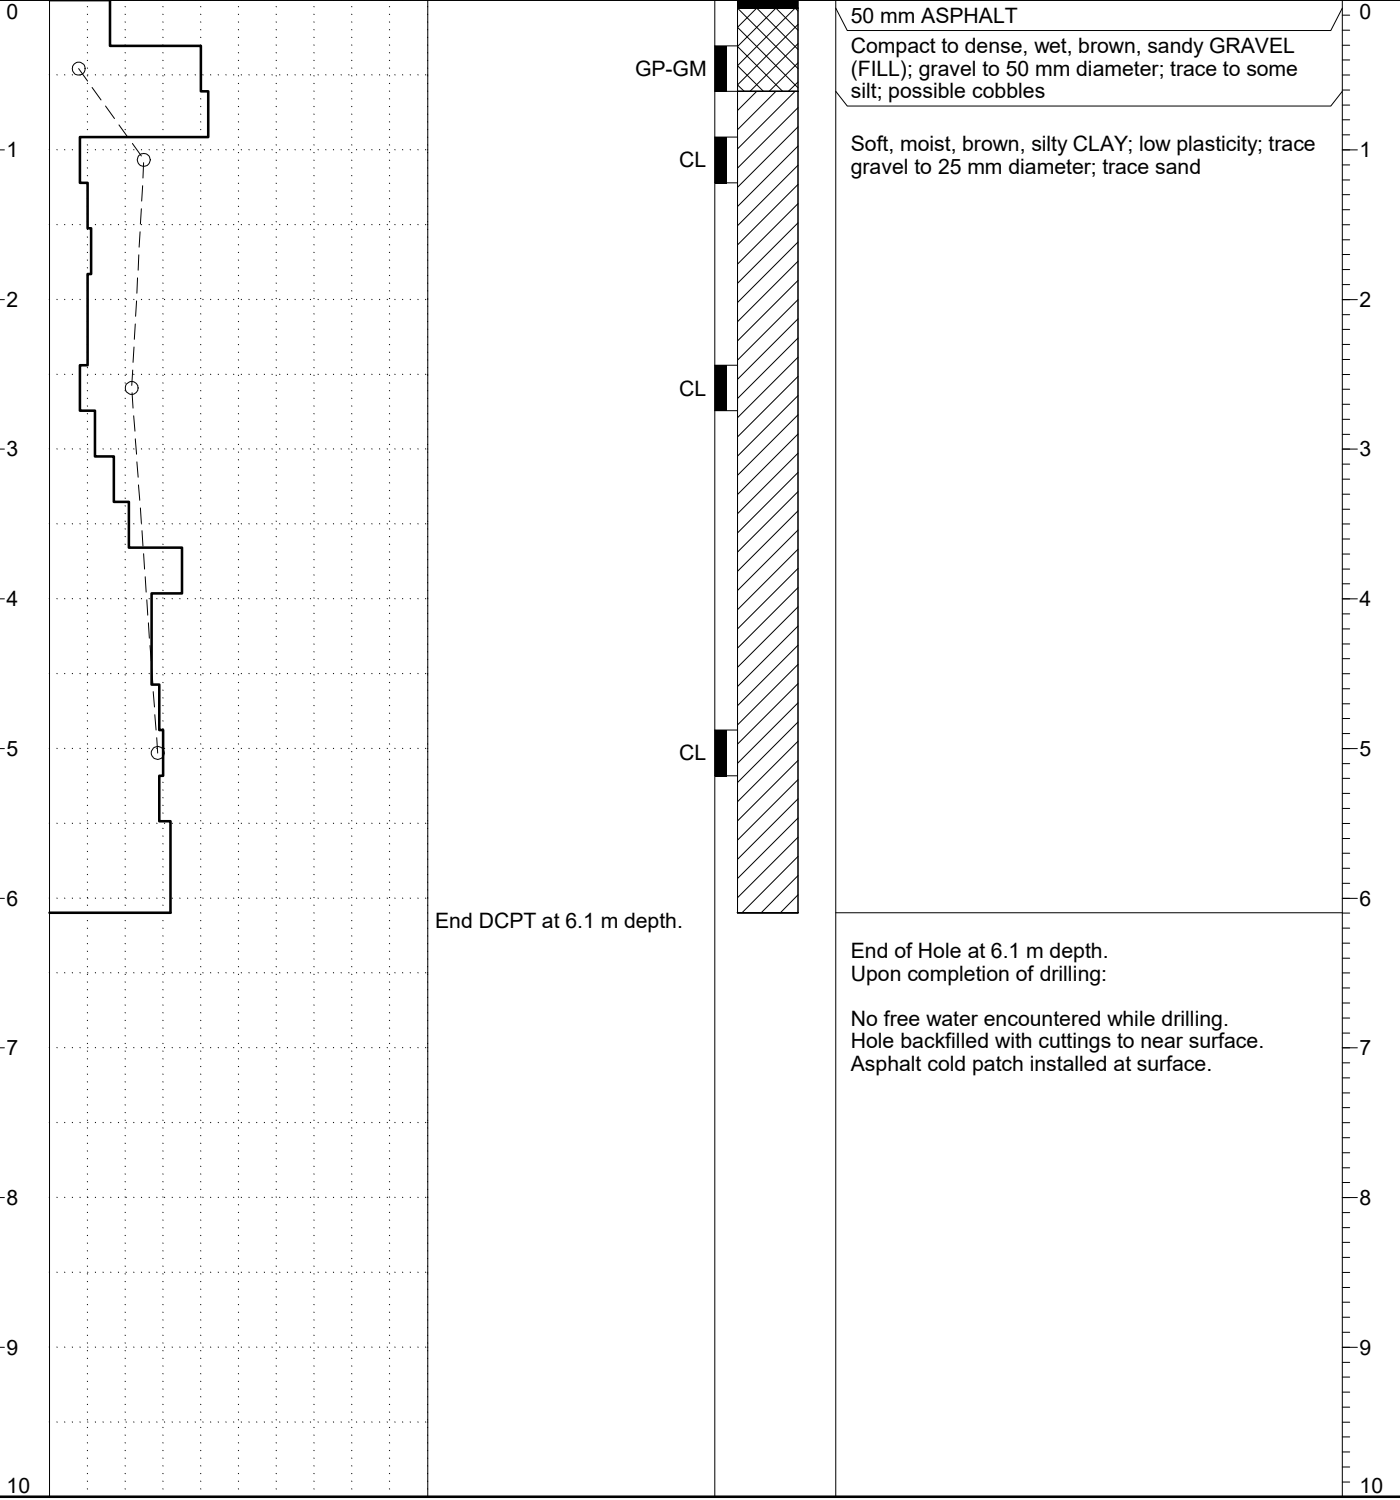 0
50 mm ASPHALT
0
Compact to dense, wet, brown, sandy GRAVEL
(FILL); gravel to 50 mm diameter; trace to some
silt; possible cobbles
GP-GM
1
CL
Soft, moist, brown, silty CLAY; low plasticity; trace
gravel to 25 mm diameter; trace sand
1
2
2
CL
3
3
4
4
5
CL
5
6
6
End DCPT at 6.1 m depth.
End of Hole at 6.1 m depth.
Upon completion of drilling:
No free water encountered while drilling.
Hole backfilled with cuttings to near surface.
Asphalt cold patch installed at surface.
7
7
8
8
9
9
10
10